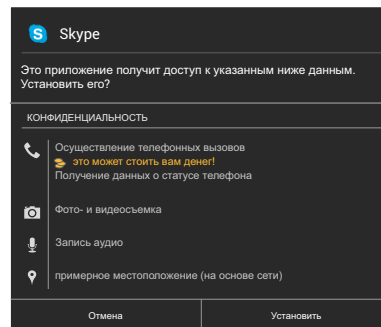 Skype
Это приложение получит доступ к указанным ниже данным.
Установить его?
КОНФИДЕНЦИАЛЬНОСТЬ
Осуществление телефонных вызовов
это может стоить вам денег!
Получение данных о статусе телефона
Фото- и видеосъемка
Запись аудио
примерное местоположение (на основе сети)
Отмена
Установить